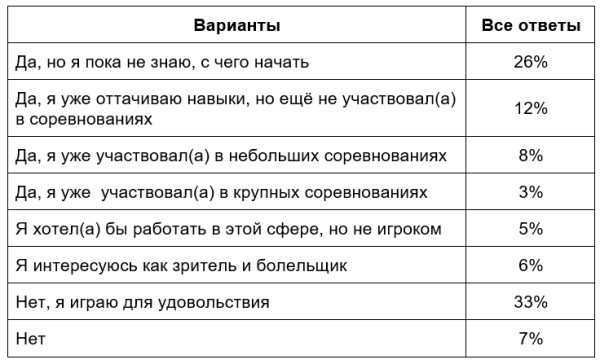 Варианты Все ответы
Да, но я пока не знаю, с чего начать 26%
Да, я уже оттачиваю навыки, но ещё не участвовал(а)
в соревнованиях 12%
Да, я уже участвовал(а) в небольших соревнованиях 8%
Да, я уже  участвовал(а) в крупных соревнованиях 3%
Я хотел(а) бы работать в этой сфере, но не игроком 5%
Я интересуюсь как зритель и болельщик 6%
Нет, я играю для удовольствия 33%
Нет 7%